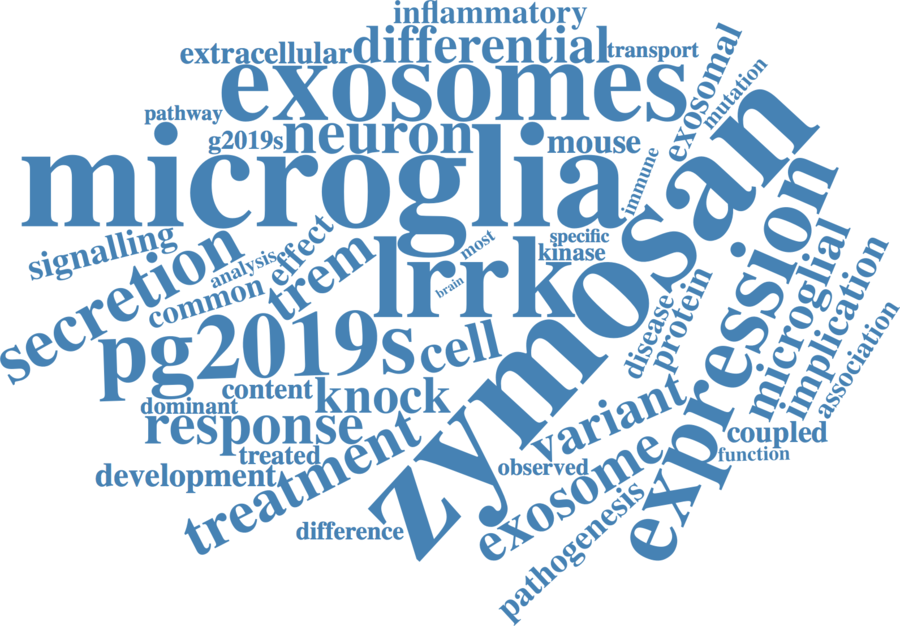 inflammatory
extracellular
differential
transport
exosomes
exosomal
mutation
pathway
g2019s
neuron
mouse
microglia
immune
zymosan
signalling
secretion
analysis
effect
common
trem
lrrk
most
brain
specific
kinase
expression
microglial
implication
association
disease
protein
pg2019s
cell
content
knock
dominant
response
treated
development
treatment
variant
coupled
function
observed
exosome
difference
pathogenesis